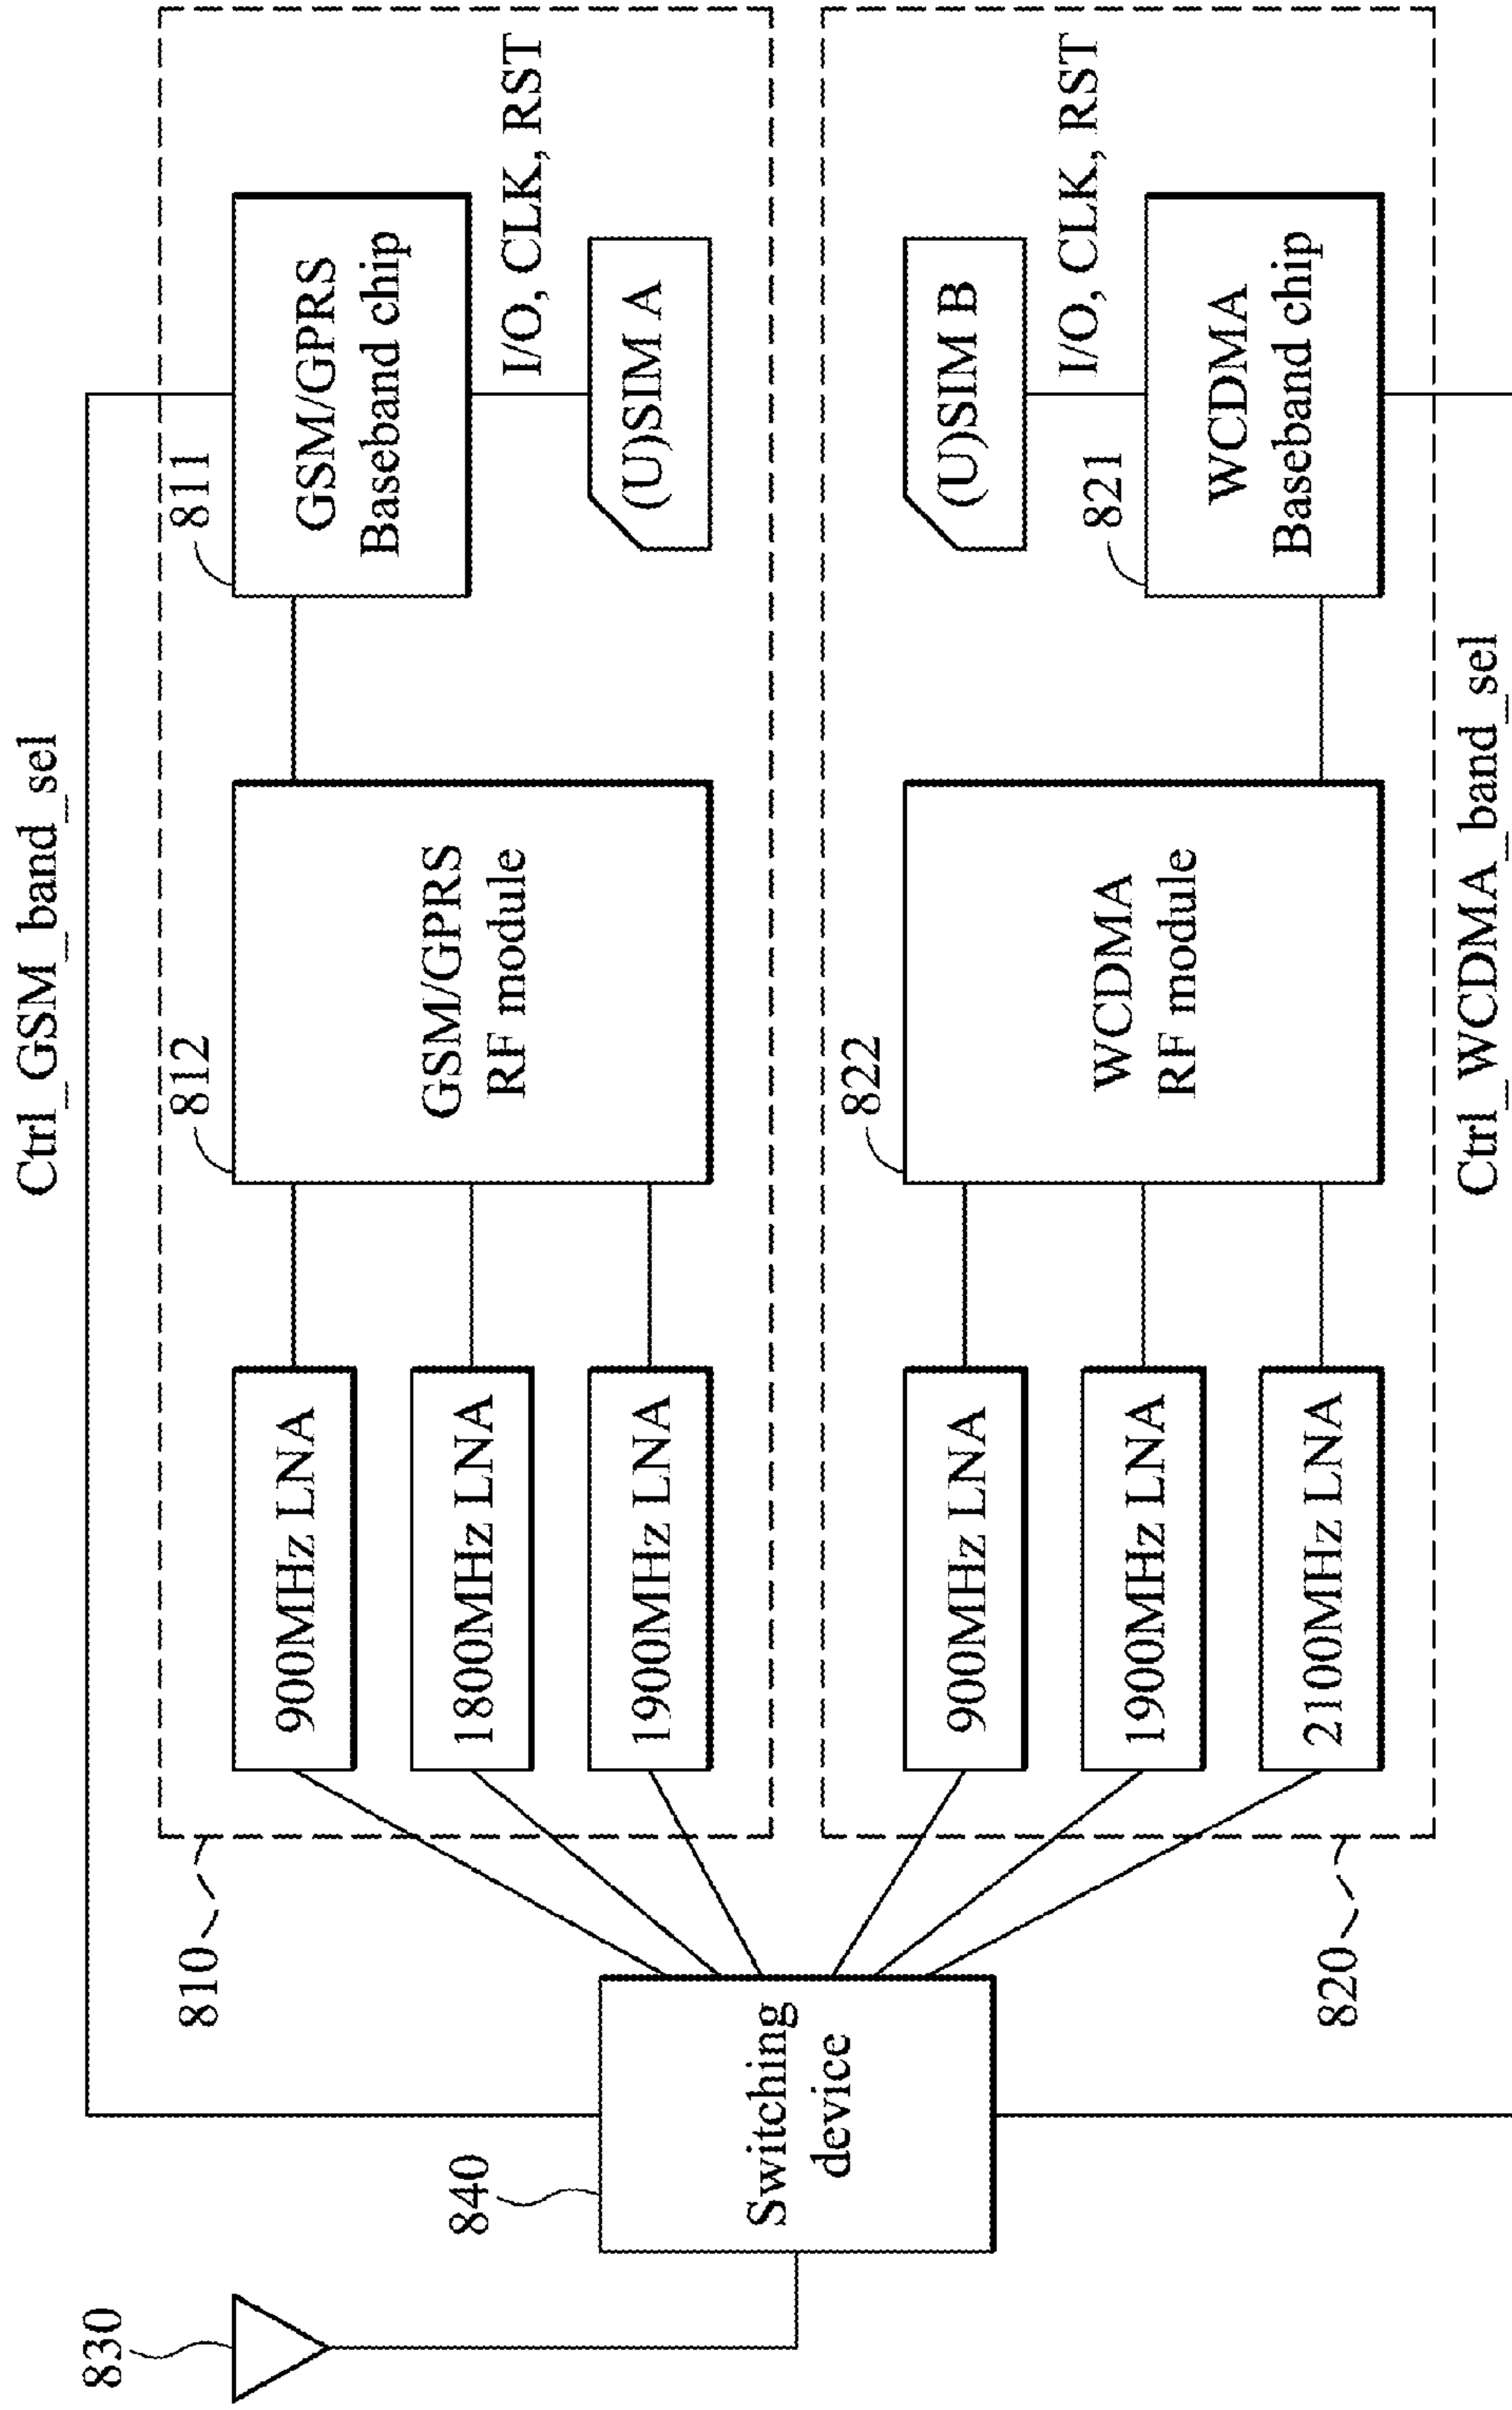 Ctrl_GSM_band_sel
830
840
Switching
device
810
900MHz LNA
1800MHz LNA
1900MHz LNA
812
GSM/GPRS
RF module
811
GSM/GPRS
Baseband chip
I/O, CLK, RST
(U)SIM A
820
900MHz LNA
1900MHz LNA
2100MHz LNA
822
WCDMA
RF module
(U)SIM B
I/O, CLK, RST
821
WCDMA
Baseband chip
Ctrl_WCDMA_band_sel